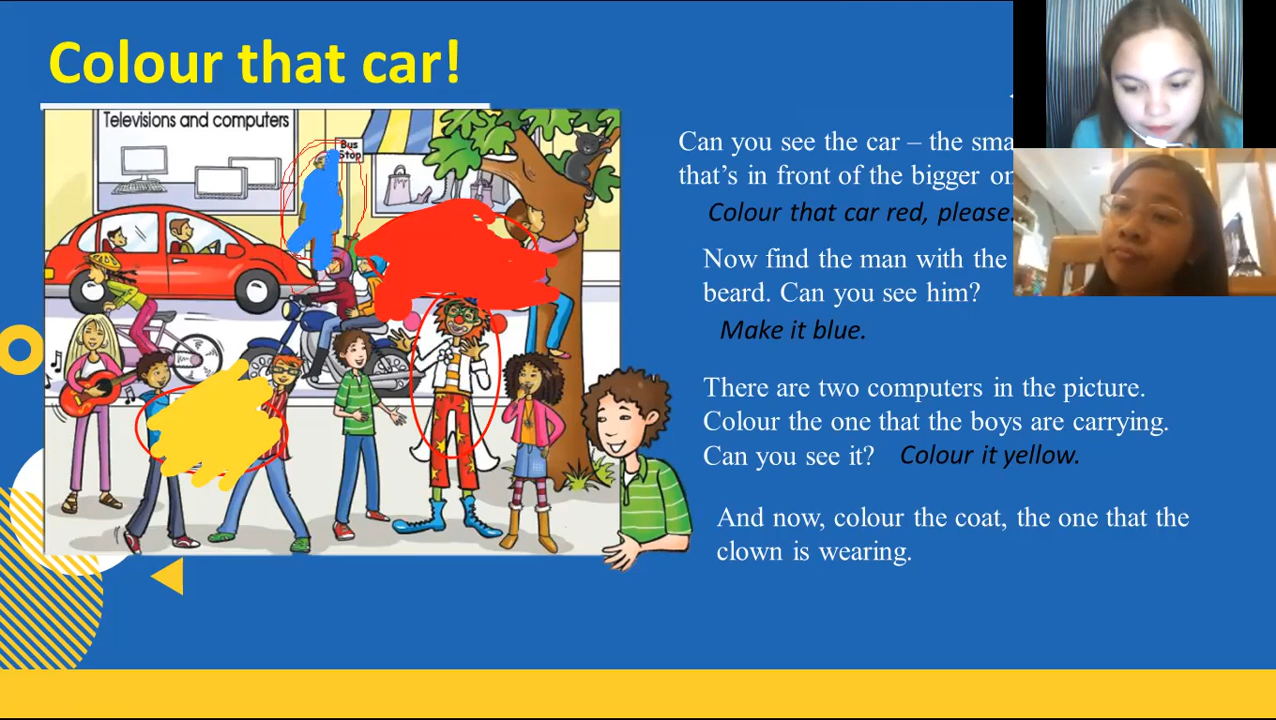 Colour that car!
Televisions and computers
Bus
Stop
Can you see the car – the
that's in front of the bigger
Colour that car red, please.
Now find the man with the
beard. Can you see him?
Make it blue.
There are two computers in the picture.
Colour the one that the boys are carrying.
Can you see it? Colour it yellow.
And now, colour the coat, the one that the
clown is wearing.